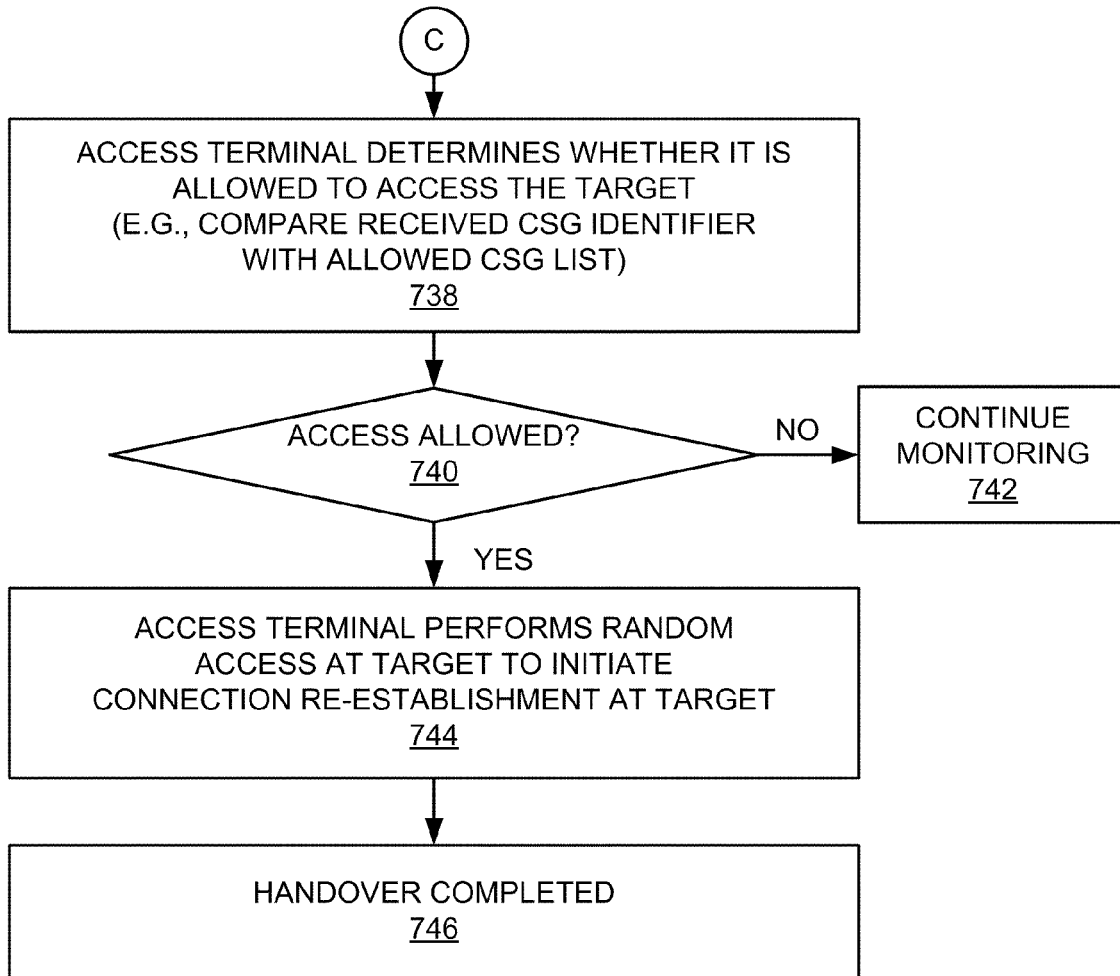 C
ACCESS TERMINAL DETERMINES WHETHER IT IS
ALLOWED TO ACCESS THE TARGET
(E.G., COMPARE RECEIVED CSG IDENTIFIER
WITH ALLOWED CSG LIST)
738
ACCESS ALLOWED?
740
NO
CONTINUE
MONITORING
742
YES
ACCESS TERMINAL PERFORMS RANDOM
ACCESS AT TARGET TO INITIATE
CONNECTION RE-ESTABLISHMENT AT TARGET
744
HANDOVER COMPLETED
746